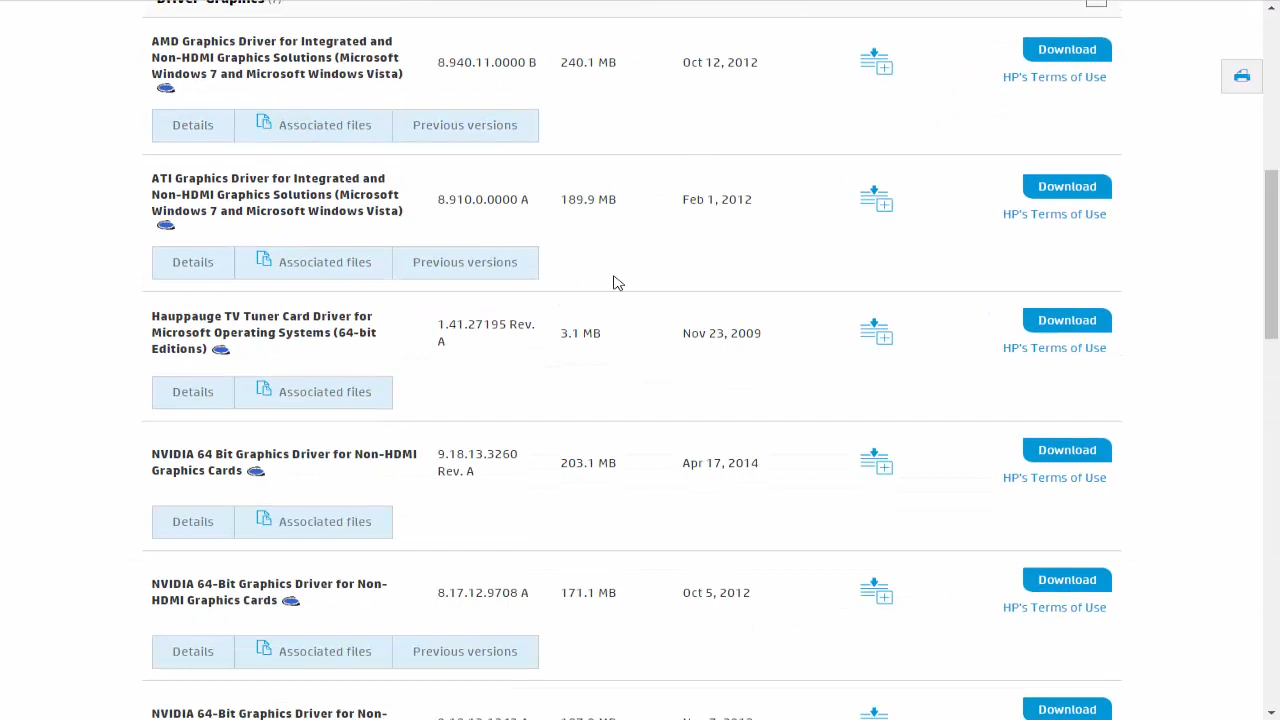 Driver-Graphics (7)
AMD Graphics Driver for Integrated and
Non-HDMI Graphics Solutions (Microsoft
Windows 7 and Microsoft Windows Vista)
8.940.11.0000 B
240.1 MB
Oct 12, 2012
Download
HP's Terms of Use
Details
Associated files
Previous versions
ATI Graphics Driver for Integrated and
Non-HDMI Graphics Solutions (Microsoft
Windows 7 and Microsoft Windows Vista)
8.910.0.0000 A
189.9 MB
Feb 1, 2012
Download
HP's Terms of Use
Details
Associated files
Previous versions
Hauppauge TV Tuner Card Driver for
Microsoft Operating Systems (64-bit
Editions)
1.41.27195 Rev.
A
3.1 MB
Nov 23, 2009
Download
HP's Terms of Use
Details
Associated files
NVIDIA 64 Bit Graphics Driver for Non-HDMI
Graphics Cards
9.18.13.3260
Rev. A
203.1 MB
Apr 17, 2014
Download
HP's Terms of Use
Details
Associated files
NVIDIA 64-Bit Graphics Driver for Non-
HDMI Graphics Cards
8.17.12.9708 A
171.1 MB
Oct 5, 2012
Download
HP's Terms of Use
Details
Associated files
Previous versions
NVIDIA 64-Bit Graphics Driver for Non-
Download